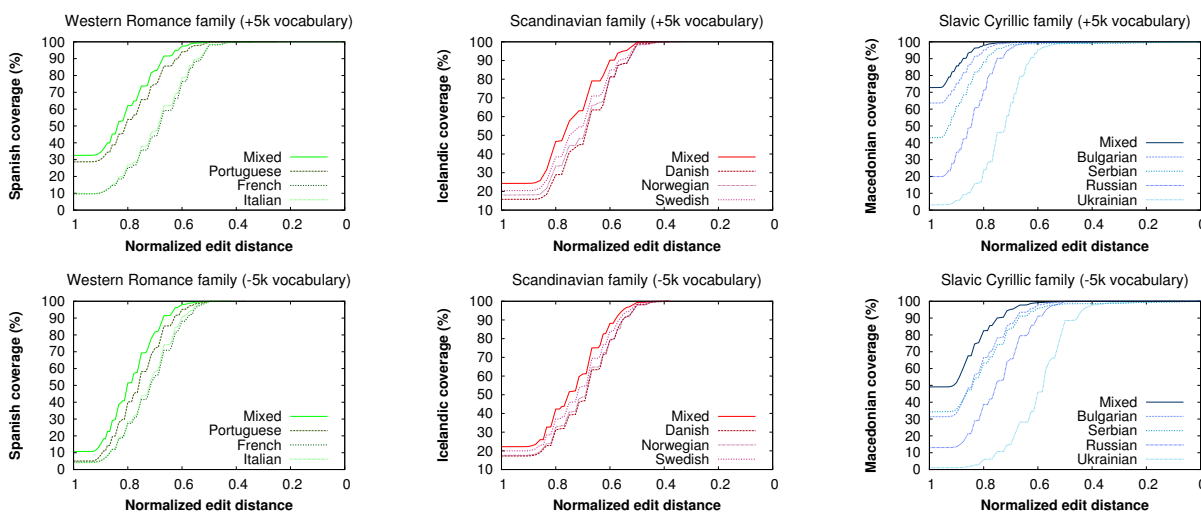 Western Romance family (+5k vocabulary)
Spanish coverage (%)
100
90
80
70
60
50
40
30
20
10
0
Mixed
Portuguese
French
Italian
1 0.8 0.6 0.4 0.2 0
Normalized edit distance
Scandinavian family (+5k vocabulary)
Icelandic coverage (%)
100
90
80
70
60
50
40
30
20
10
Mixed
Danish
Norwegian
Swedish
1 0.8 0.6 0.4 0.2 0
Normalized edit distance
Slavic Cyrillic family (+5k vocabulary)
Macedonian coverage (%)
100
90
80
70
60
50
40
30
20
10
0
Mixed
Bulgarian
Serbian
Russian
Ukrainian
1 0.8 0.6 0.4 0.2 0
Normalized edit distance
Western Romance family (-5k vocabulary)
Spanish coverage (%)
100
90
80
70
60
50
40
30
20
10
0
Mixed
Portuguese
French
Italian
1 0.8 0.6 0.4 0.2 0
Normalized edit distance
Scandinavian family (-5k vocabulary)
Icelandic coverage (%)
100
90
80
70
60
50
40
30
20
10
Mixed
Danish
Norwegian
Swedish
1 0.8 0.6 0.4 0.2 0
Normalized edit distance
Slavic Cyrillic family (-5k vocabulary)
Macedonian coverage (%)
100
90
80
70
60
50
40
30
20
10
0
Mixed
Bulgarian
Serbian
Russian
Ukrainian
1 0.8 0.6 0.4 0.2 0
Normalized edit distance